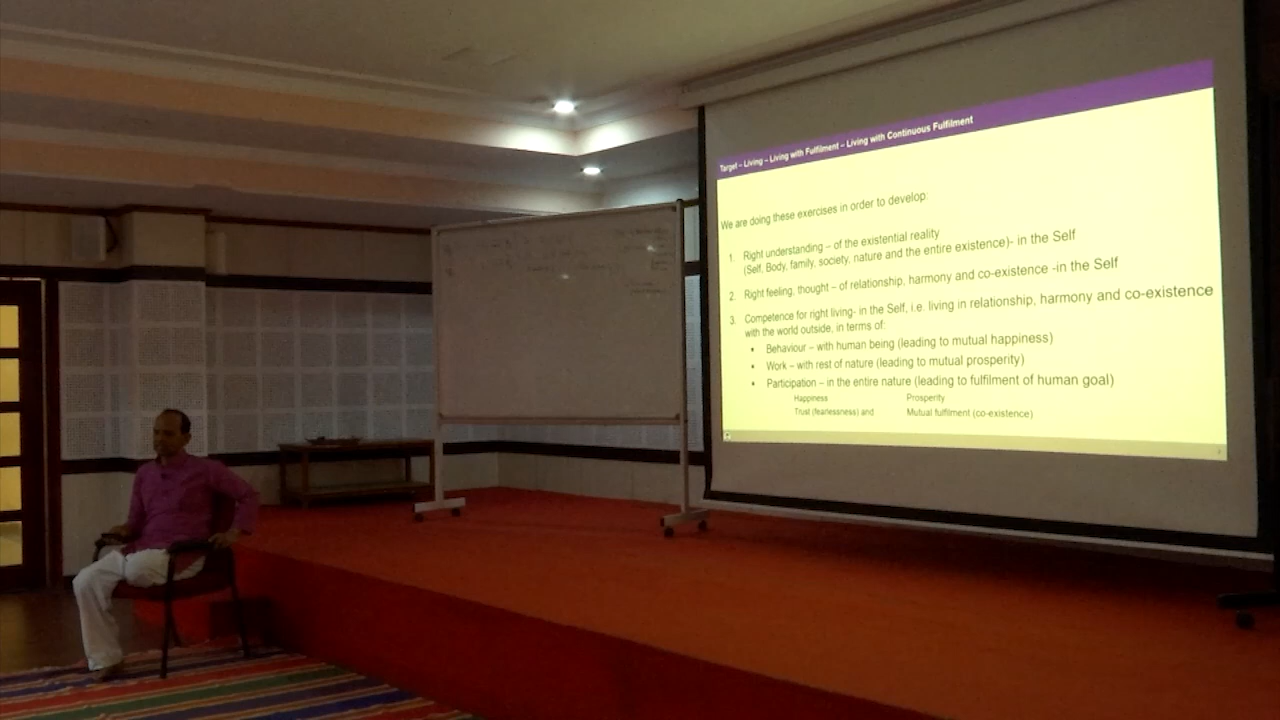 Target – Living – Living with Fulfilment – Living with Continuous Fulfilment
We are doing these exercises in order to develop:
1. Right understanding – of the existential reality
(Self, Body, family, society, nature and the entire existence)- in the Self
2. Right feeling, thought – of relationship, harmony and co-existence -in the Self
3. Competence for right living- in the Self, i.e. living in relationship, harmony and co-existence
with the world outside, in terms of:
• Behaviour – with human being (leading to mutual happiness)
• Work – with rest of nature (leading to mutual prosperity)
• Participation – in the entire nature (leading to fulfilment of human goal)
Happiness Prosperity
Trust (fearlessness) and Mutual fulfilment (co-existence)